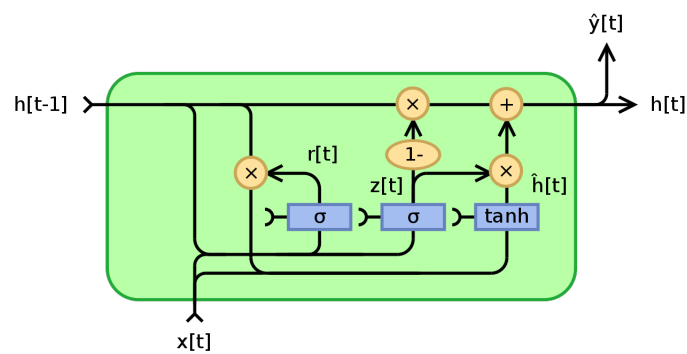 ŷ[t]
h[t-1]
×
+
h[t]
1-
r[t]
×
z[t]
×
ĥ[t]
σ
σ
tanh
x[t]